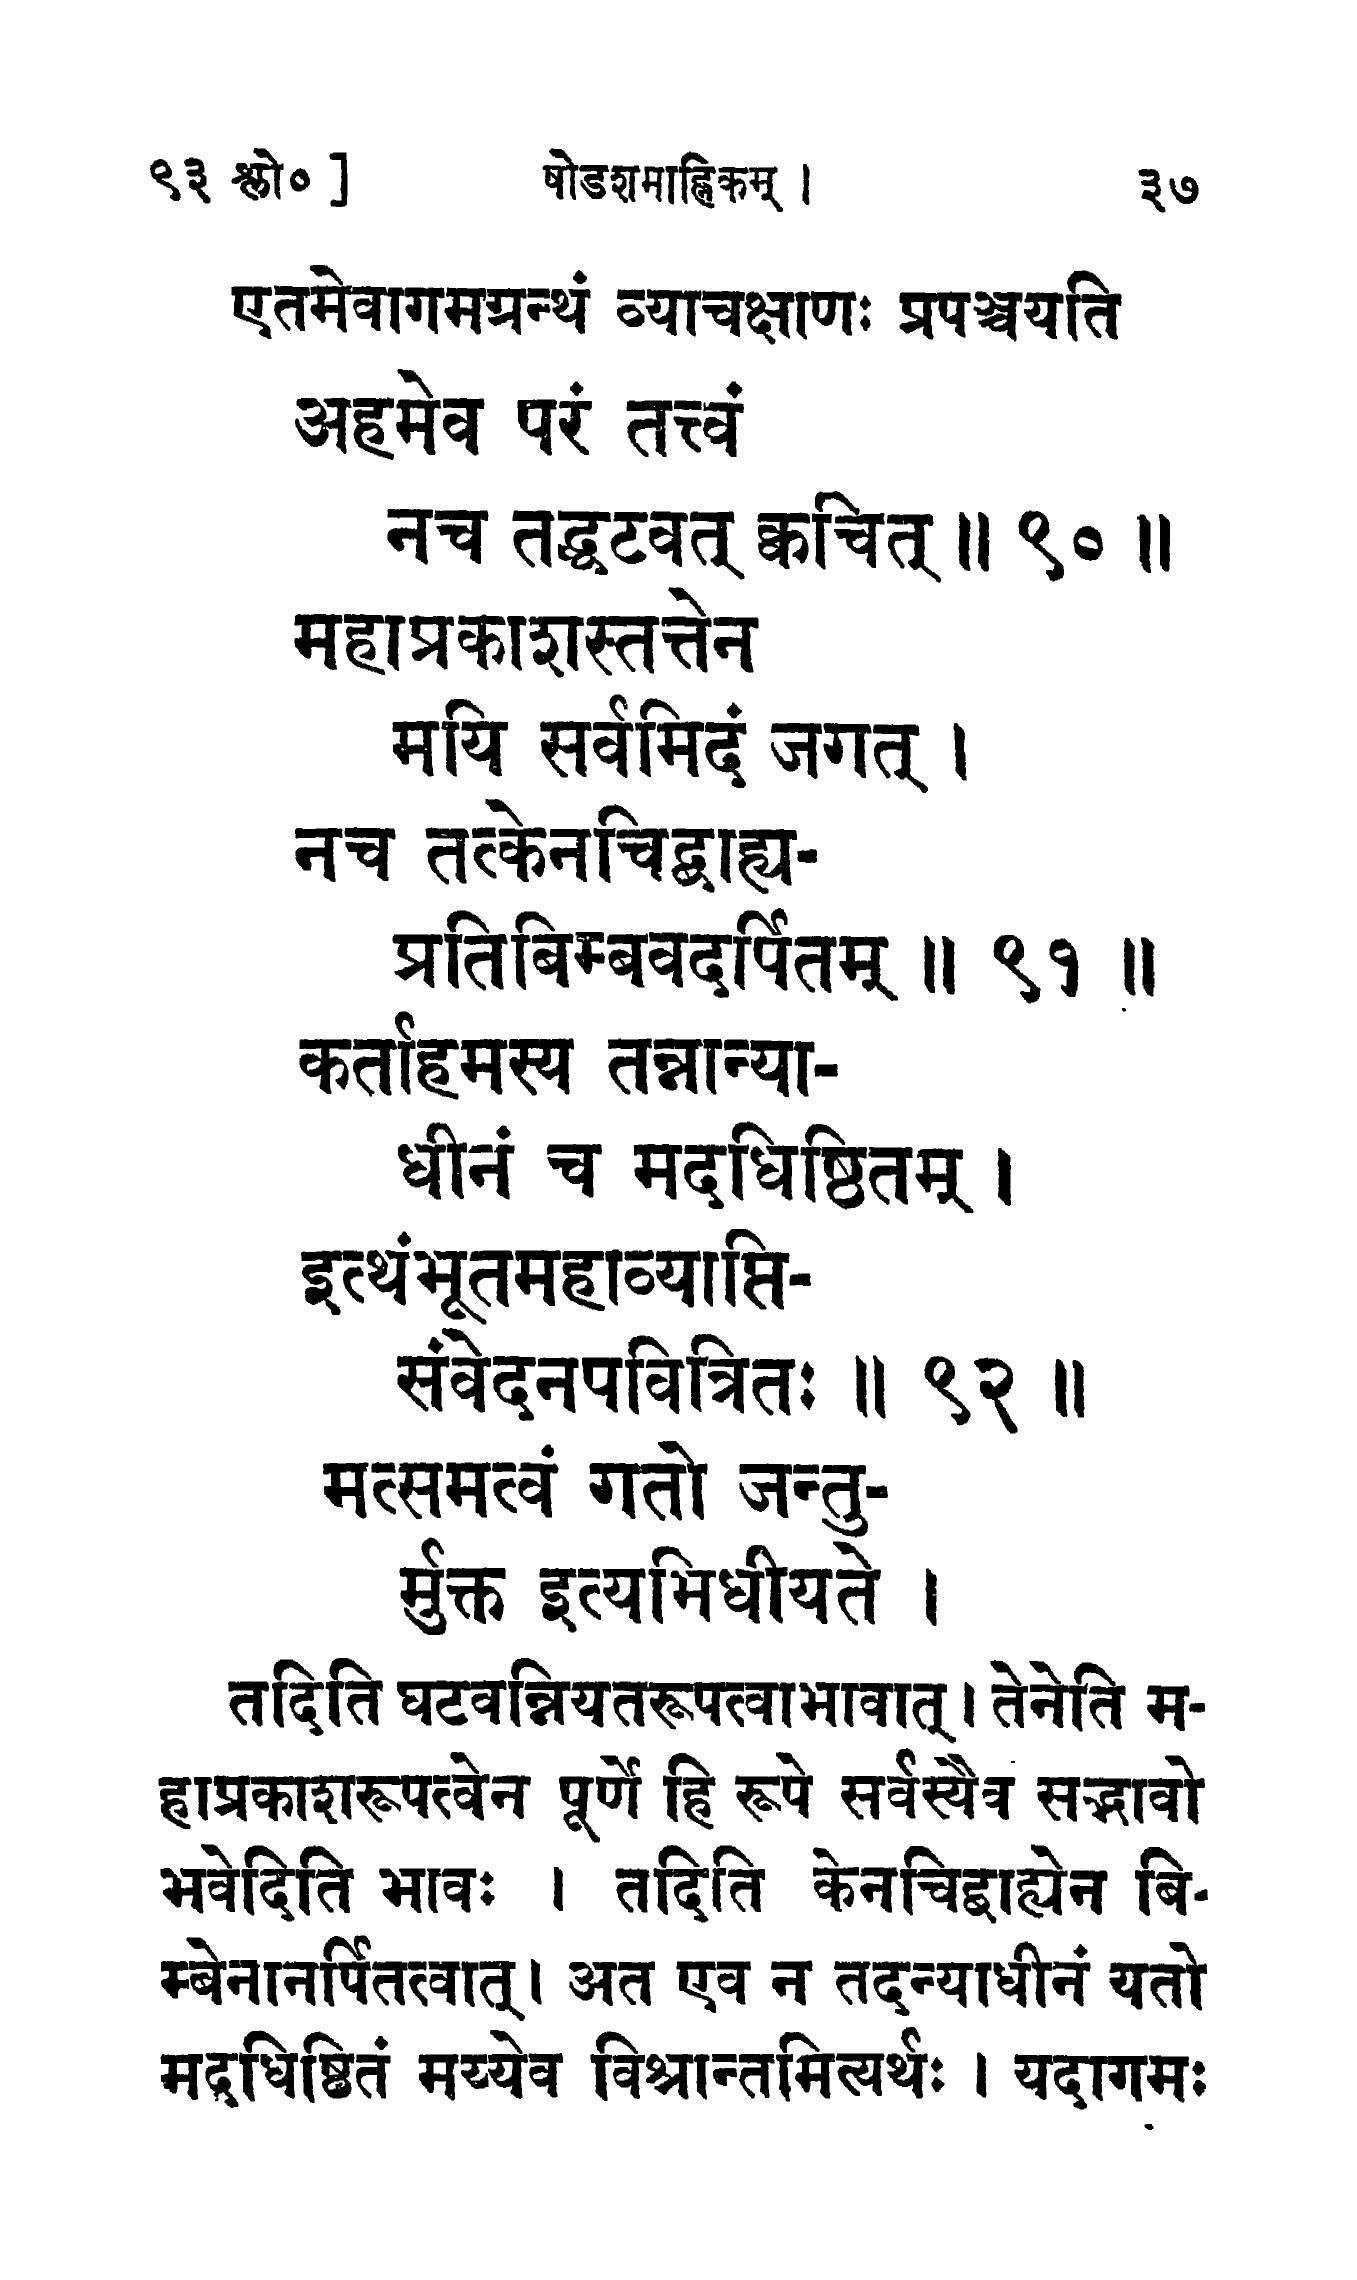 ९३ श्लो० ] षोडशमाह्निकम् । ३७
एतमेवागमग्रन्थं व्याचक्षाणः प्रपञ्चयति
अहमेव परं तत्त्वं
नच तद्घटवत् क्वचित् ॥ ९० ॥
महाप्रकाशस्तत्तेन
मयि सर्वमिदं जगत् ।
नच तत्केनचिद्बाह्य-
प्रतिबिम्बवदर्पितम् ॥ ९१ ॥
कर्ताहमस्य तन्नान्या-
धीनं च मदधिष्ठितम् ।
इत्थंभूतमहाव्याप्ति-
संवेदनपवित्रितः ॥ ९२ ॥
मत्समत्वं गतो जन्तु-
र्मुक्त इत्यभिधीयते ।
तदिति घटवन्नियतरूपत्वाभावात् । तेनेति म-
हाप्रकाशरूपत्वेन पूर्णे हि रूपे सर्वस्यैव सद्भावो
भवेदिति भावः । तदिति केनचिद्बाह्येन बि-
म्बेनानर्पितत्वात् । अत एव न तदन्याधीनं यतो
मदधिष्ठितं मय्येव विश्रान्तमित्यर्थः । यदागमः